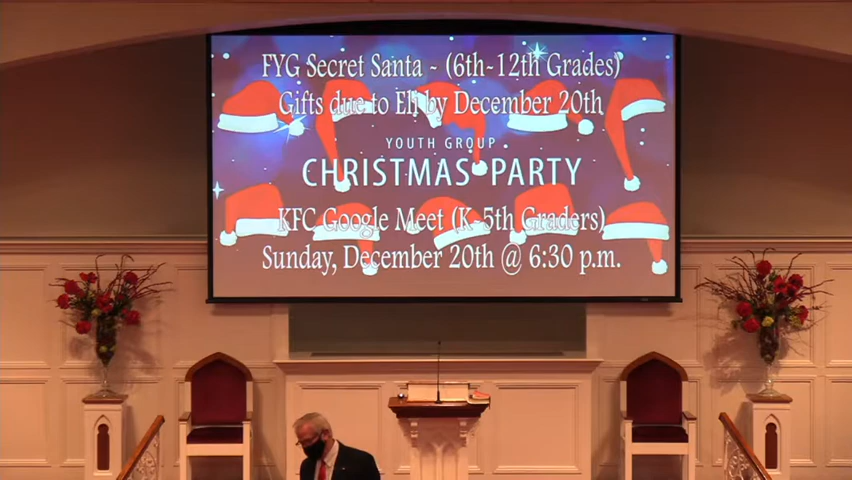 FYG Secret Santa - (6th-12th Grades)
Gifts due to Eli by December 20th
YOUTH GROUP
CHRISTMAS PARTY
KFC Google Meet (K-5th Graders)
Sunday, December 20th @ 6:30 p.m.